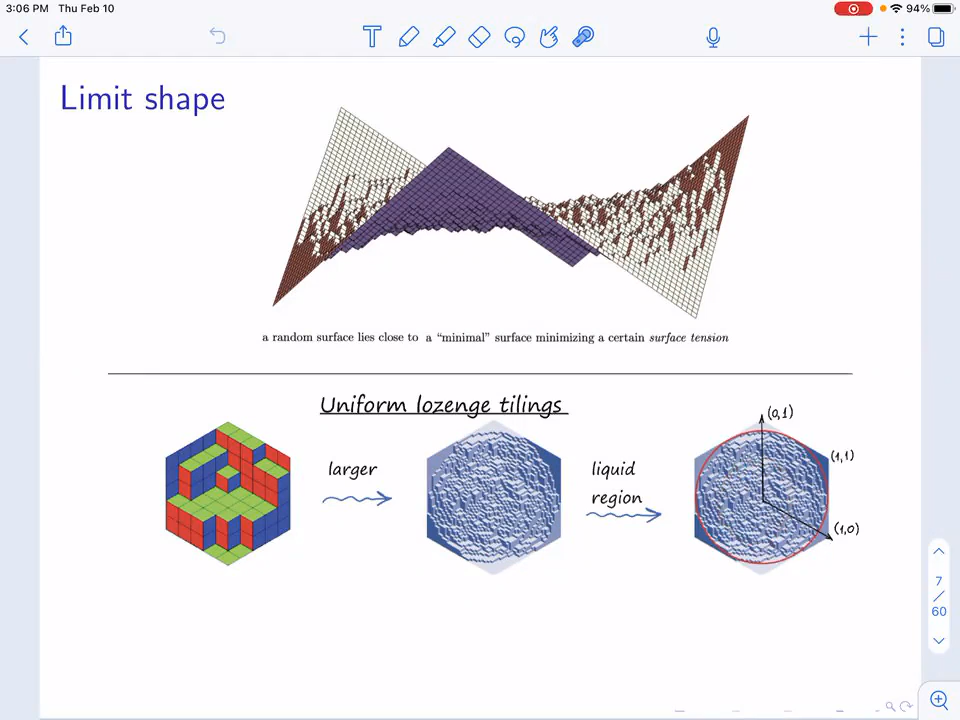 3:06 PM Thu Feb 10
94%
Limit shape
a random surface lies close to a “minimal” surface minimizing a certain surface tension
Uniform lozenge tilings
larger
liquid
region
(0,1)
(1,1)
(1,0)
7
/
60